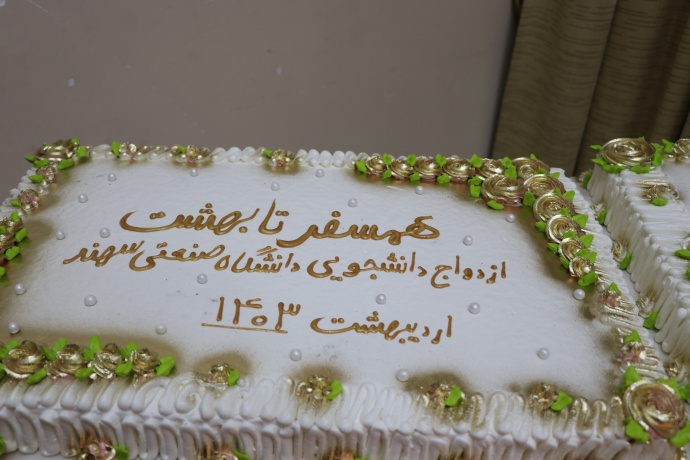 همسفر تا بهشت
ازدواج دانشجویی دانشگاه صنعتی سهند
اردیبهشت ۱۴۰۳